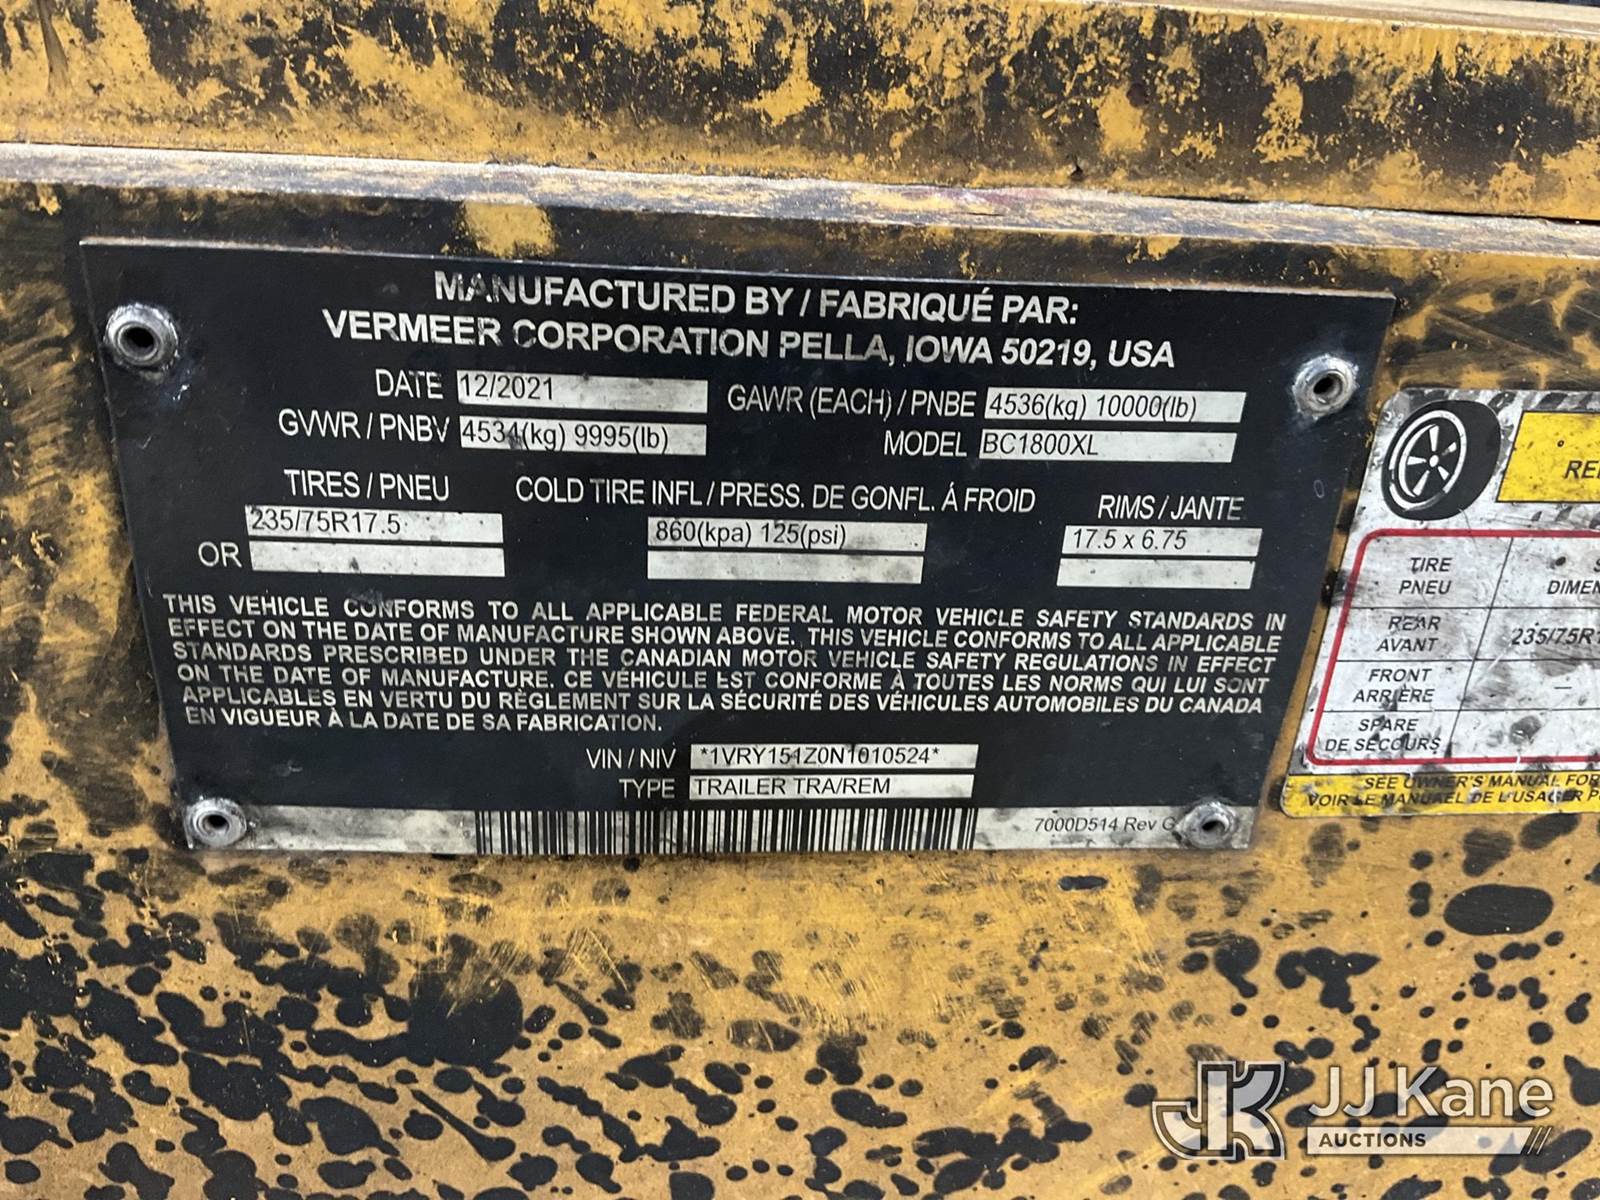 MANUFACTURED BY / FABRIQUÉ PAR:
VERMEER CORPORATION PELLA, IOWA 50219, USA
DATE 12/2021
GAWR (EACH) / PNBE 4536(kg) 10000(lb)
GVWR / PNBV 4534(kg) 9995(lb)
MODEL BC1800XL
TIRES / PNEU COLD TIRE INFL / PRESS. DE GONFL. Á FROID RIMS / JANTE
235/75R17.5 860(kpa) 125(psi) 17.5 x 6.75
OR
THIS VEHICLE CONFORMS TO ALL APPLICABLE FEDERAL MOTOR VEHICLE SAFETY STANDARDS IN
EFFECT ON THE DATE OF MANUFACTURE SHOWN ABOVE. THIS VEHICLE CONFORMS TO ALL APPLICABLE
STANDARDS PRESCRIBED UNDER THE CANADIAN MOTOR VEHICLE SAFETY REGULATIONS IN EFFECT
ON THE DATE OF MANUFACTURE. CE VÉHICULE EST CONFORME À TOUTES LES NORMS QUI LUI SONT
APPLICABLES EN VERTU DU RÈGLEMENT SUR LA SÉCURITÉ DES VÉHICULES AUTOMOBILES DU CANADA
EN VIGUEUR À LA DATE DE SA FABRICATION.
VIN / NIV *1VRY151Z0N1010524*
TYPE TRAILER TRA/REM
7000D514 Rev G
TIRE
PNEU
DIMEN
REAR
AVANT
235/75R1
FRONT
ARRIÈRE
—
SPARE
DE SECOURS
SEE OWNER'S MANUAL FOR
VOIR LE MANUAEL DE L'USAGER P
JK
JJ Kane
AUCTIONS